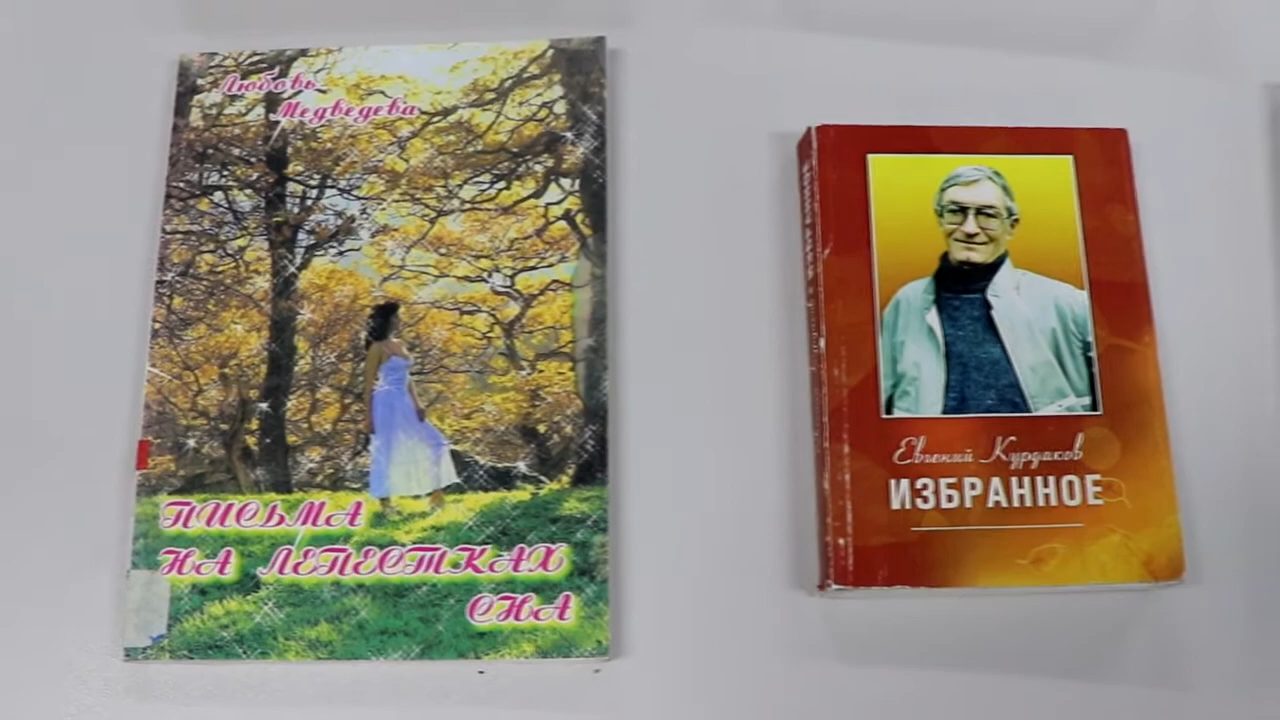 Любовь
Медведева
ПИСЬМА
НА ЛЕПЕСТКАХ
СНА
Евгений Курдаков
ИЗБРАННОЕ